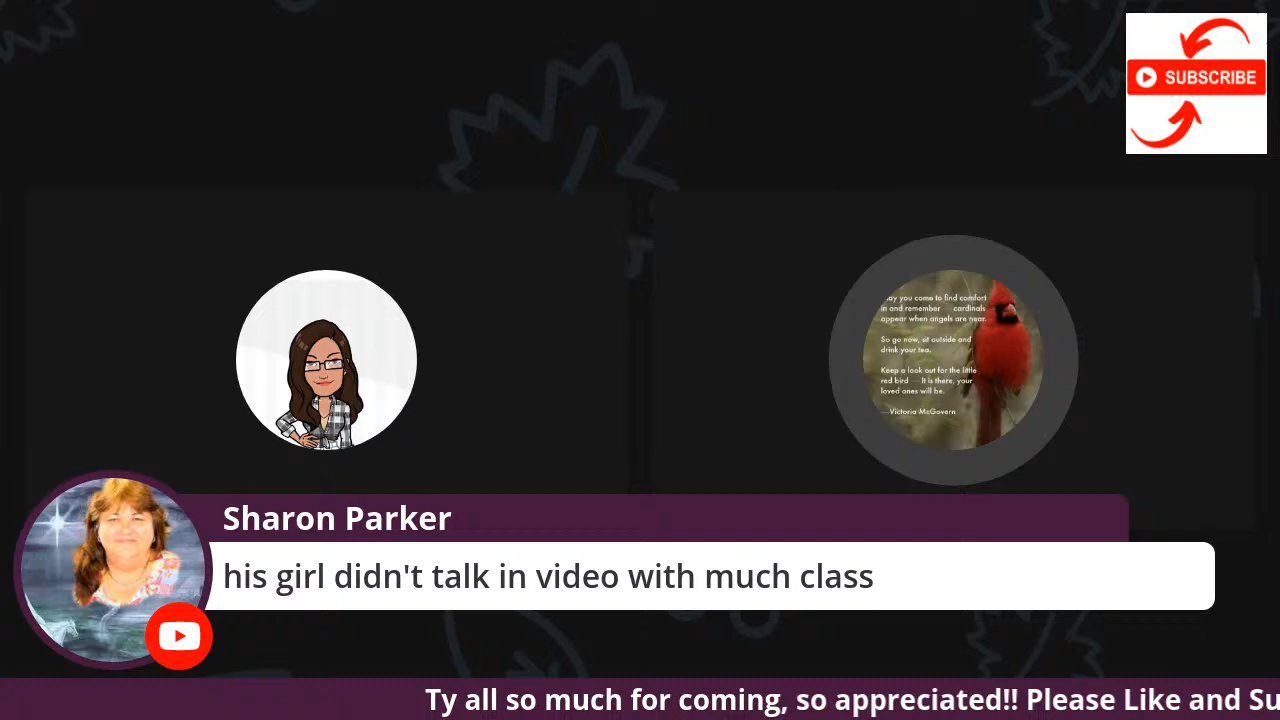 SUBSCRIBE
ay you come to find comfort
in and remember cardinals
appear when angels are near.
So go now, sit outside and
drink your tea.
Keep a look out for the little
red bird — It is there, your
loved ones will be.
—Victoria McGovern
Sharon Parker
his girl didn't talk in video with much class
Ty all so much for coming, so appreciated!! Please Like and Su